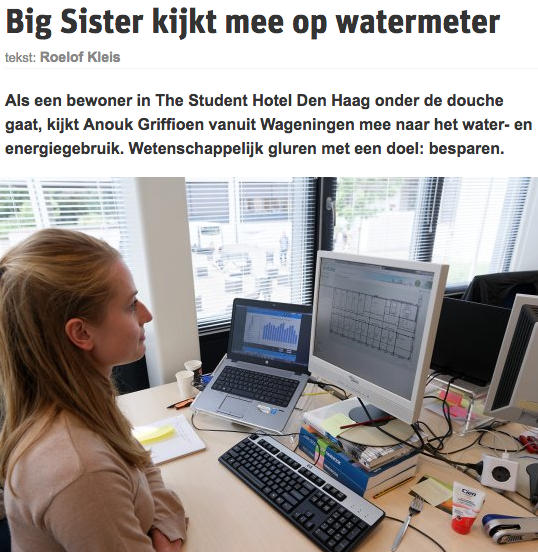 Big Sister kijkt mee op watermeter
tekst: Roelof Kleis
Als een bewoner in The Student Hotel Den Haag onder de douche
gaat, kijkt Anouk Griffioen vanuit Wageningen mee naar het water- en
energiegebruik. Wetenschappelijk gluren met een doel: besparen.